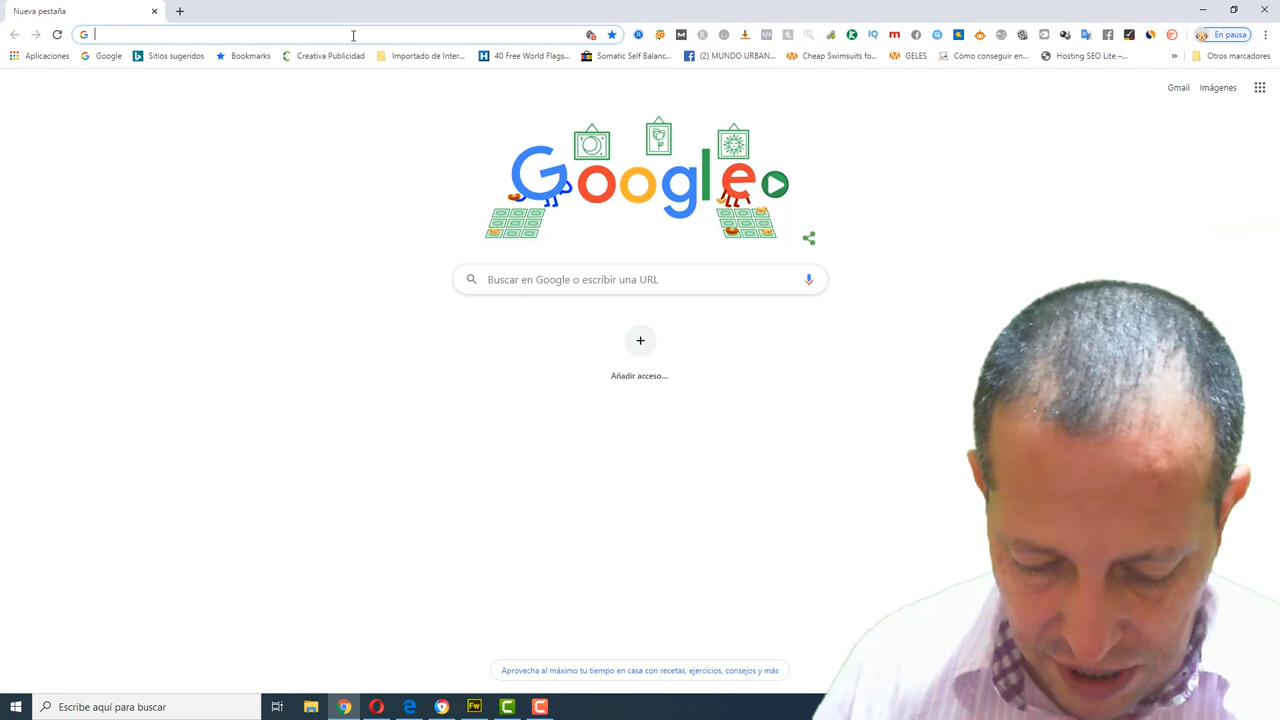 Nueva pestaña
En pausa
Aplicaciones Google Sitios sugeridos Bookmarks Creativa Publicidad Importado de Inter... 40 Free World Flags... Somatic Self Balanc... (2) MUNDO URBAN... Cheap Swimsuits fo... GELES Cómo conseguir en... Hosting SEO Lite –... » Otros marcadores
Gmail Imágenes
Google
Buscar en Google o escribir una URL
Añadir acceso...
Aprovecha al máximo tu tiempo en casa con recetas, ejercicios, consejos y más
Escribe aquí para buscar
Fw